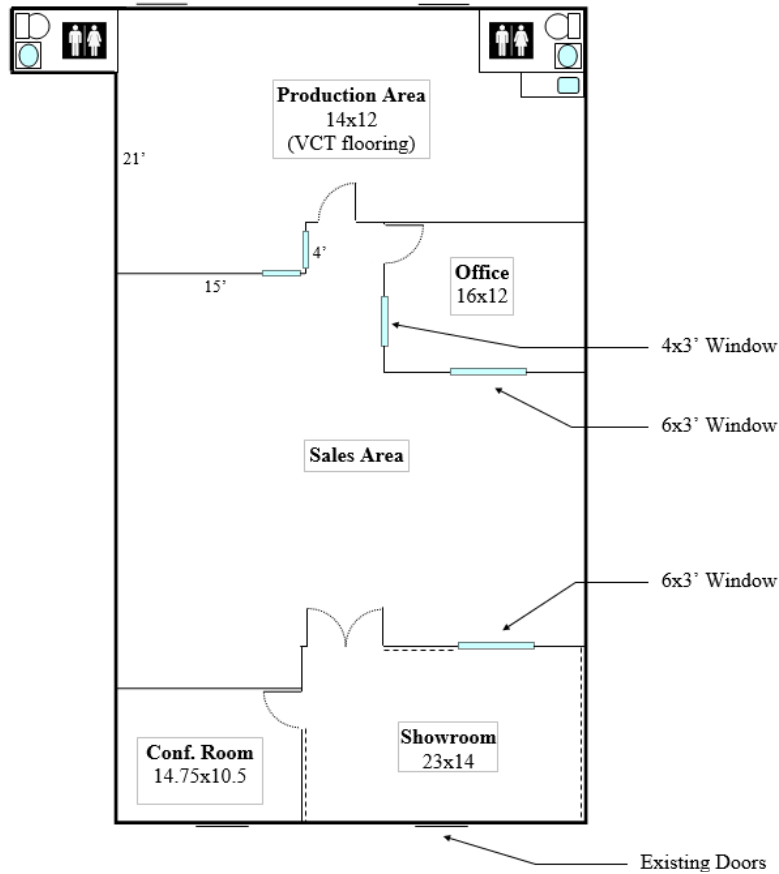 Production Area
14x12
(VCT flooring)
21’
4’
15’
Office
16x12
4x3’ Window
6x3’ Window
Sales Area
6x3’ Window
Showroom
23x14
Conf. Room
14.75x10.5
Existing Doors